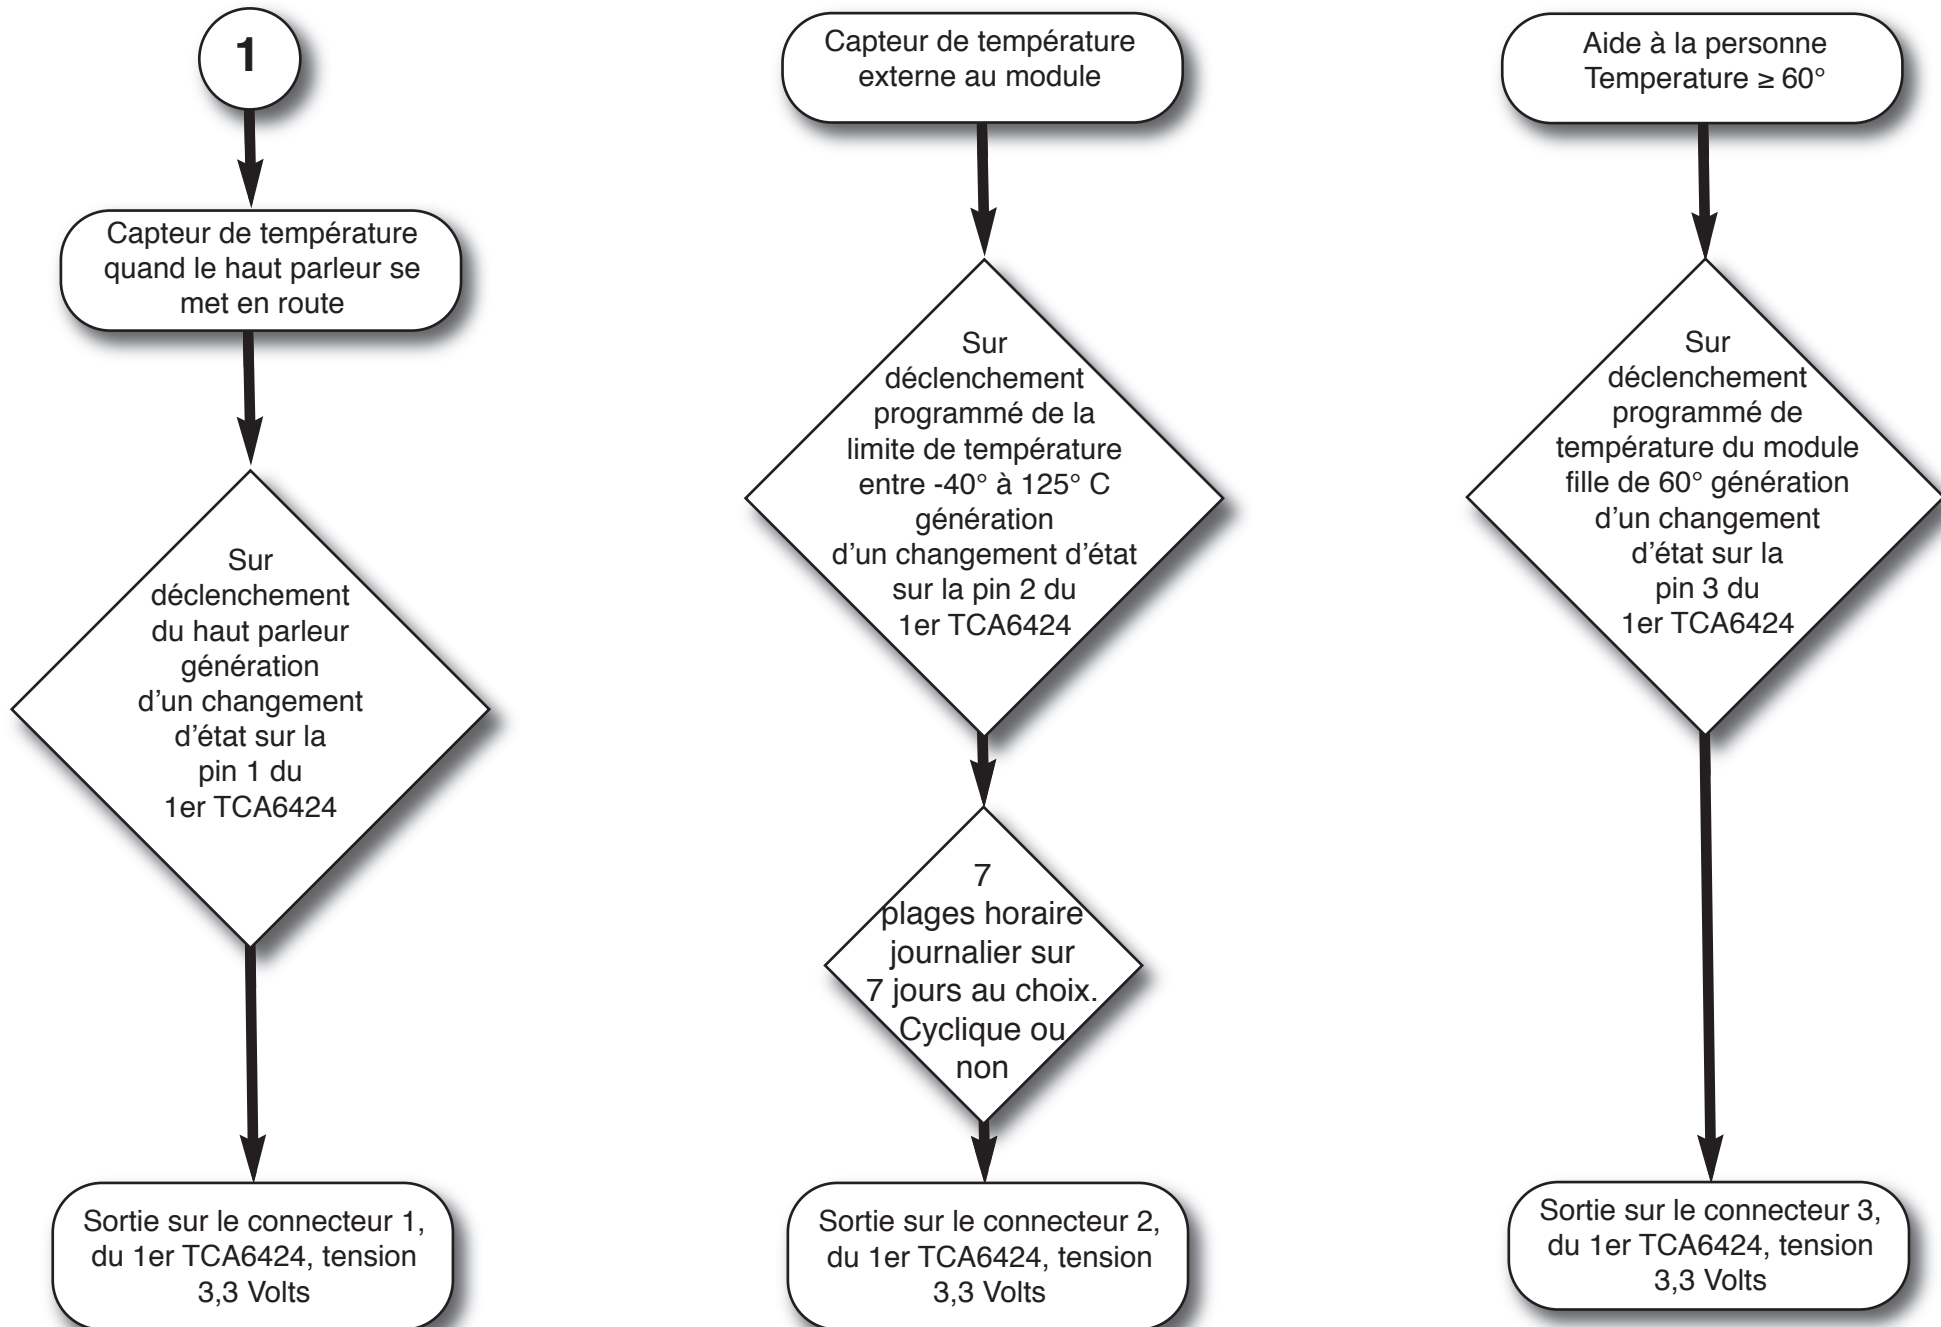 1
Capteur de température
quand le haut parleur se
met en route
Sur
déclenchement
du haut parleur
génération
d'un changement
d'état sur la
pin 1 du
1er TCA6424
Sortie sur le connecteur 1,
du 1er TCA6424, tension
3,3 Volts
Capteur de température
externe au module
Sur
déclenchement
programmé de la
limite de température
entre -40° à 125° C
génération
d'un changement d'état
sur la pin 2 du
1er TCA6424
7
plages horaire
journalier sur
7 jours au choix.
Cyclique ou
non
Sortie sur le connecteur 2,
du 1er TCA6424, tension
3,3 Volts
Aide à la personne
Temperature ≥ 60°
Sur
déclenchement
programmé de
température du module
fille de 60° génération
d'un changement
d'état sur la
pin 3 du
1er TCA6424
Sortie sur le connecteur 3,
du 1er TCA6424, tension
3,3 Volts